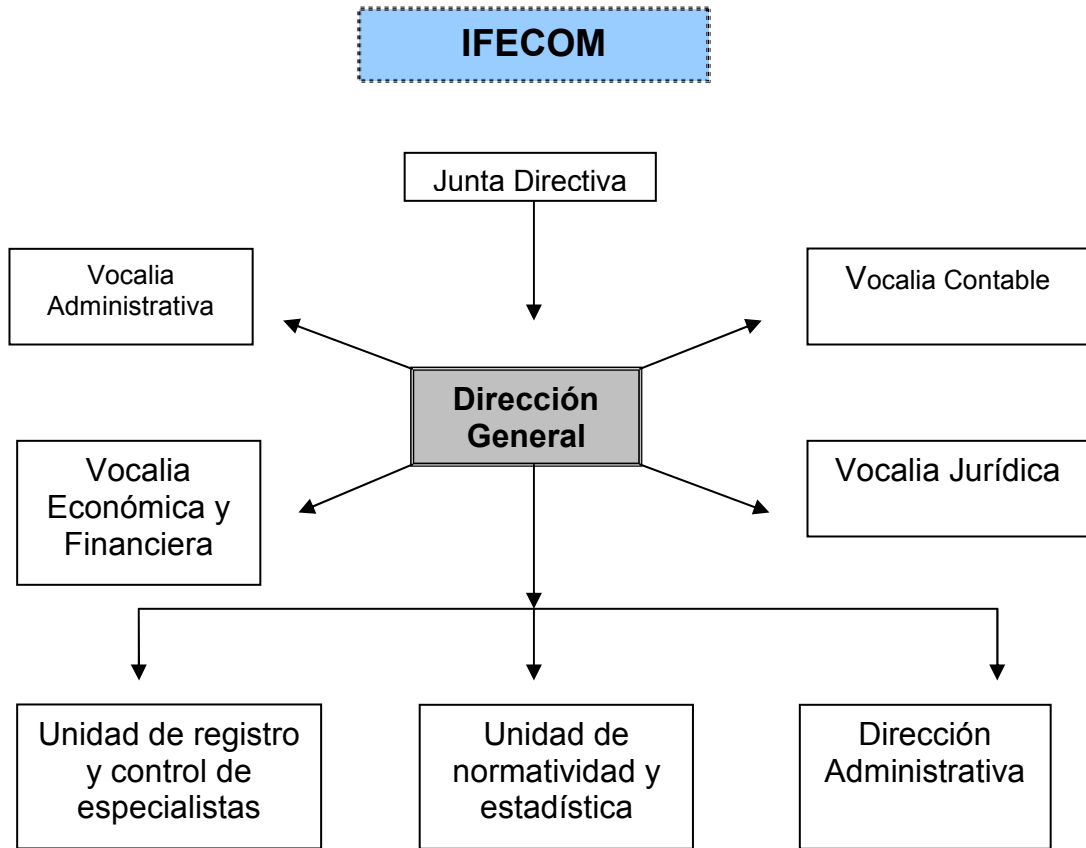 IFECOM
Junta Directiva
Vocalia
Administrativa
Vocalia Contable
Dirección
General
Vocalia
Económica y
Financiera
Vocalia Jurídica
Unidad de registro
y control de
especialistas
Unidad de
normatividad y
estadística
Dirección
Administrativa